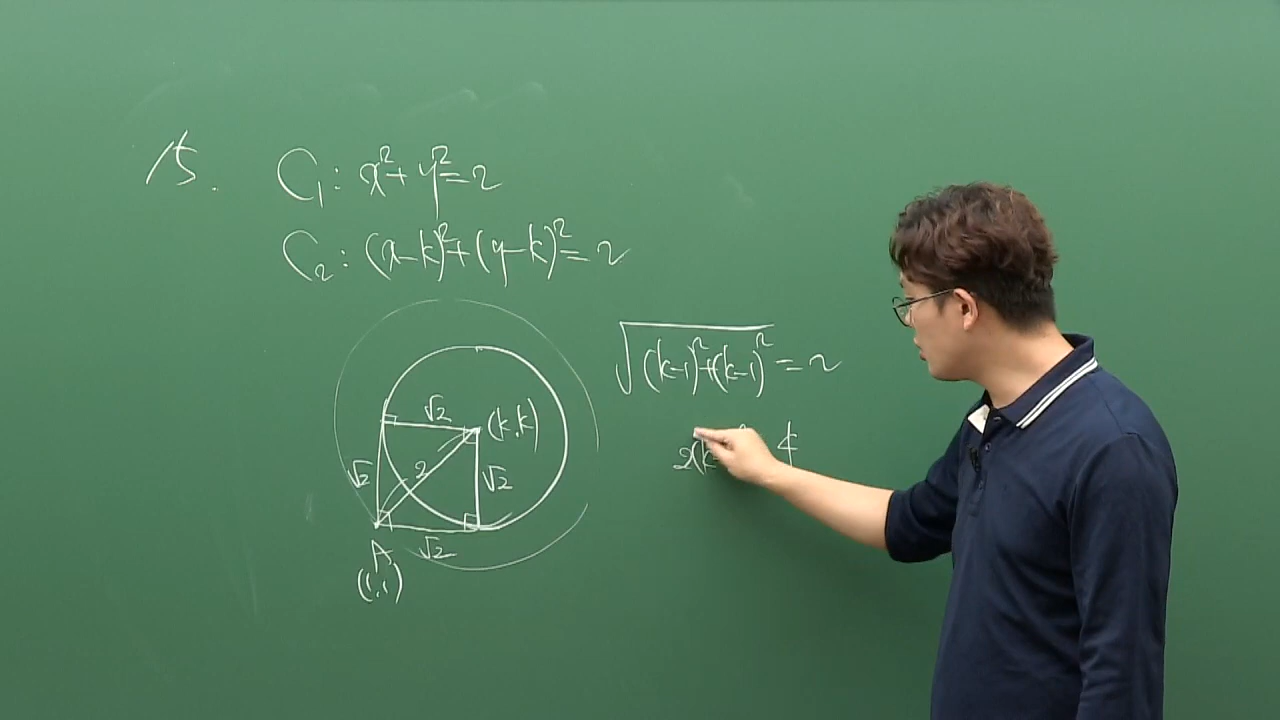 15.
C₁: x²+y²=2
C₂: (x-k)²+(y-k)²=2
√2
(k,k)
√2
2
√2
√2
A
(1,1)
√(k-1)²+(k-1)²=2
2(k 4